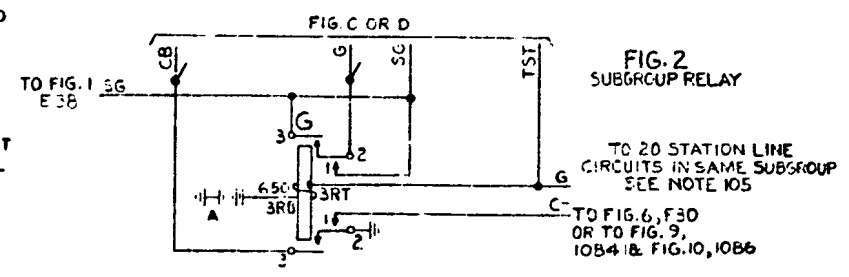 FIG. C OR D
CB
G
SG
TST
FIG. 2
SUBGROUP RELAY
TO FIG. 1 SG
E38
G
3
2
1
TO 20 STATION LINE
CIRCUITS IN SAME SUBGROUP
SEE NOTE 105
G
650
3RT
3RB
A
C-
1
2
3
TO FIG. 6, F30
OR TO FIG. 9,
10B41 & FIG. 10, 10B6